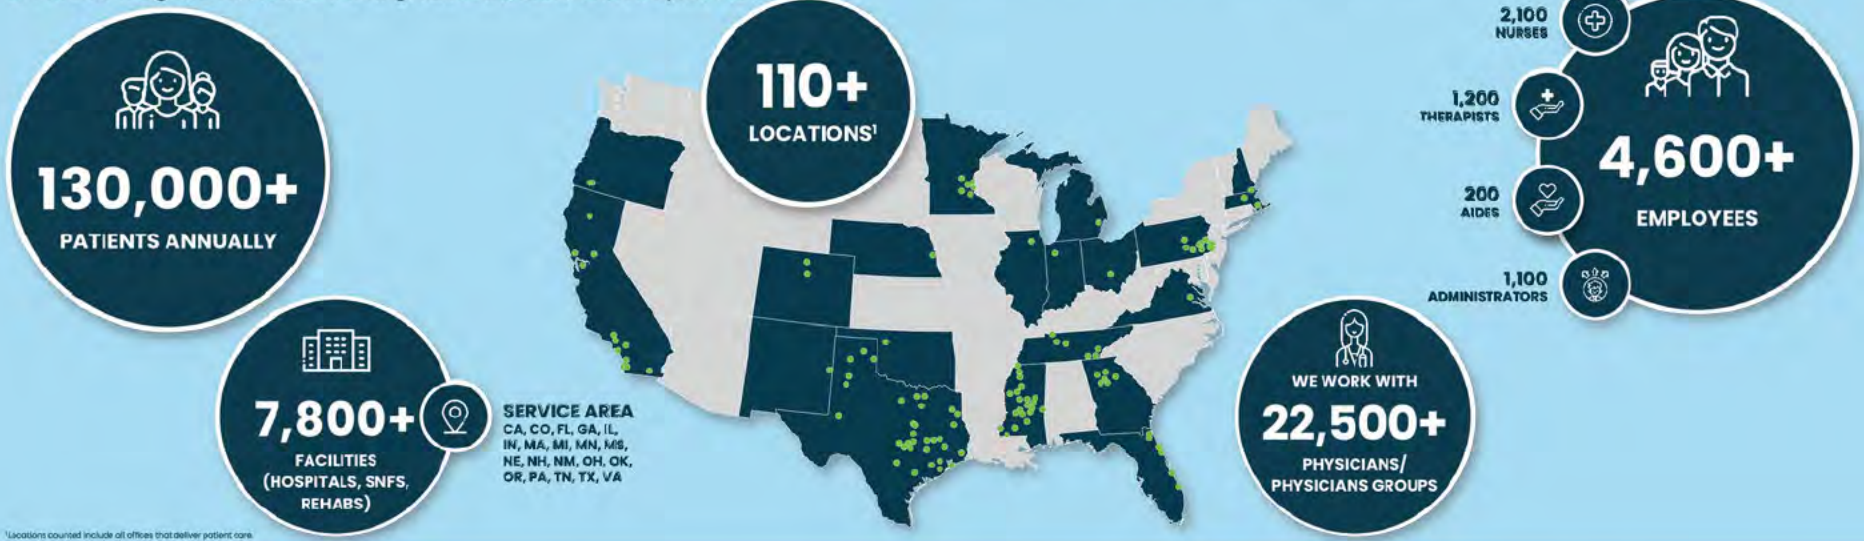 130,000+
PATIENTS ANNUALLY
7,800+
FACILITIES
(HOSPITALS, SNFS,
REHABS)
SERVICE AREA
CA, CO, FL, GA, IL,
IN, MA, MI, MN, MS,
NE, NH, NM, OH, OK,
OR, PA, TN, TX, VA
110+
LOCATIONS¹
2,100
NURSES
1,200
THERAPISTS
200
AIDES
1,100
ADMINISTRATORS
4,600+
EMPLOYEES
WE WORK WITH
22,500+
PHYSICIANS/
PHYSICIANS GROUPS
¹Locations counted include all offices that deliver patient care.